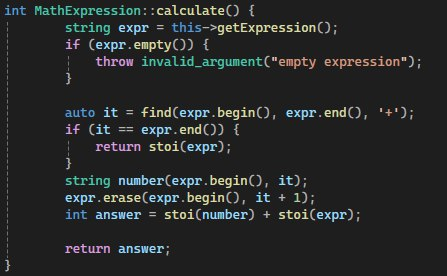 int MathExpression::calculate() {
string expr = this->getExpression();
if (expr.empty()) {
throw invalid_argument("empty expression");
}
auto it = find(expr.begin(), expr.end(), '+');
if (it == expr.end()) {
return stoi(expr);
}
string number(expr.begin(), it);
expr.erase(expr.begin(), it + 1);
int answer = stoi(number) + stoi(expr);
return answer;
}